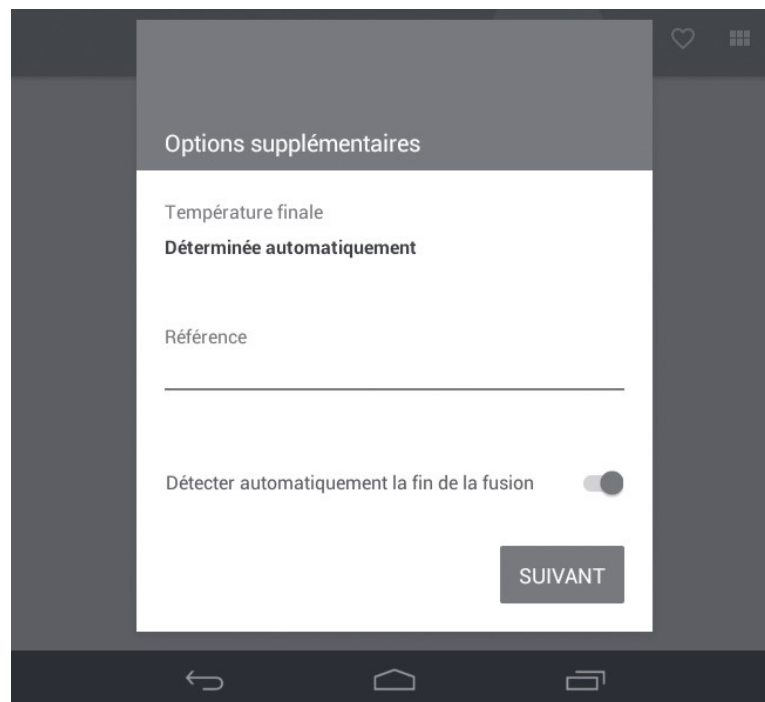 Options supplémentaires
Température finale
Déterminée automatiquement
Référence
Détecter automatiquement la fin de la fusion
SUIVANT